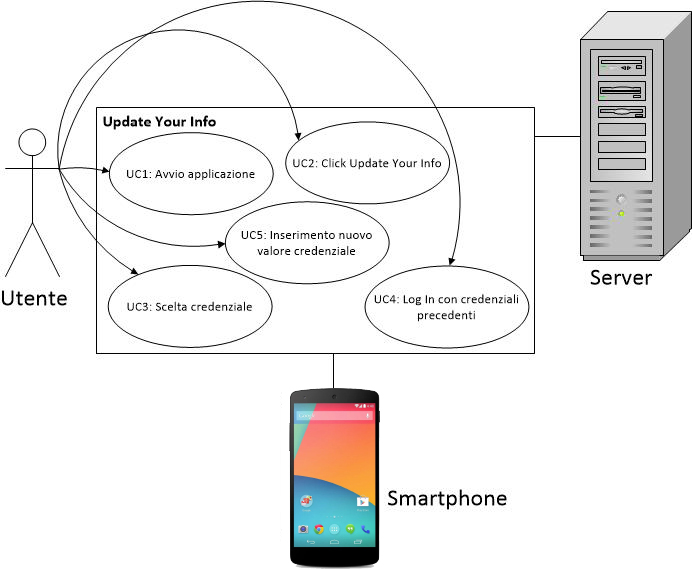 Update Your Info
UC1: Avvio applicazione
UC2: Click Update Your Info
UC5: Inserimento nuovo
valore credenziale
UC3: Scelta credenziale
UC4: Log In con credenziali
precedenti
Utente
Server
Google
Smartphone